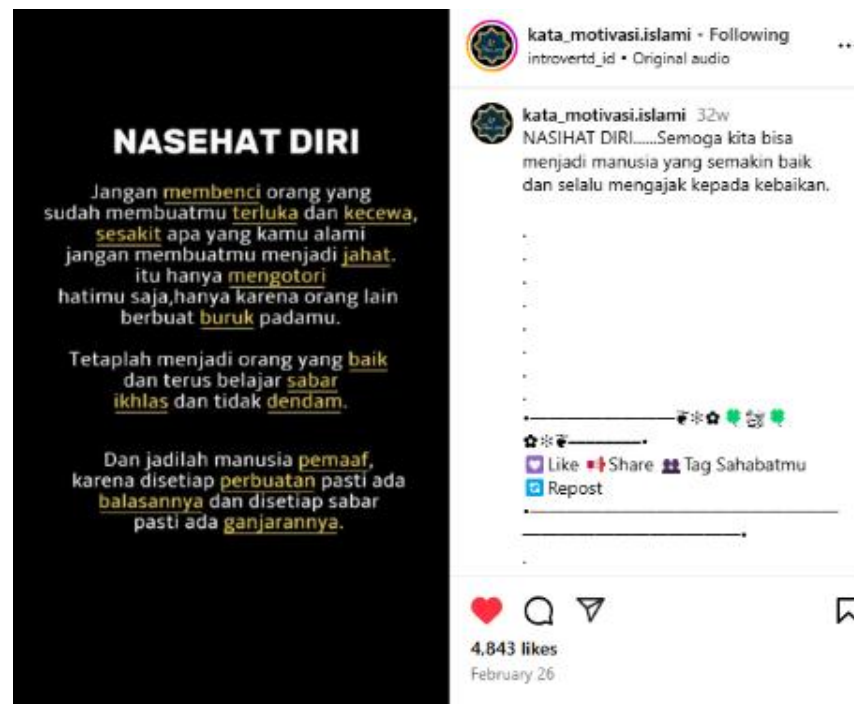 NASEHAT DIRI
Jangan membenci orang yang
sudah membuatmu terluka dan kecewa,
sesakit apa yang kamu alami
jangan membuatmu menjadi jahat.
itu hanya mengotori
hatimu saja,hanya karena orang lain
berbuat buruk padamu.
Tetaplah menjadi orang yang baik
dan terus belajar sabar
ikhlas dan tidak dendam.
Dan jadilah manusia pemaaf,
karena disetiap perbuatan pasti ada
balasannya dan disetiap sabar
pasti ada ganjarannya.
kata_motivasi.islami • Following
introvertd_id • Original audio
kata_motivasi.islami 32w
NASIHAT DIRI......Semoga kita bisa
menjadi manusia yang semakin baik
dan selalu mengajak kepada kebaikan.
.
.
.
.
.
.
.
.
Like Share Tag Sahabatmu
Repost
.
4,843 likes
February 26